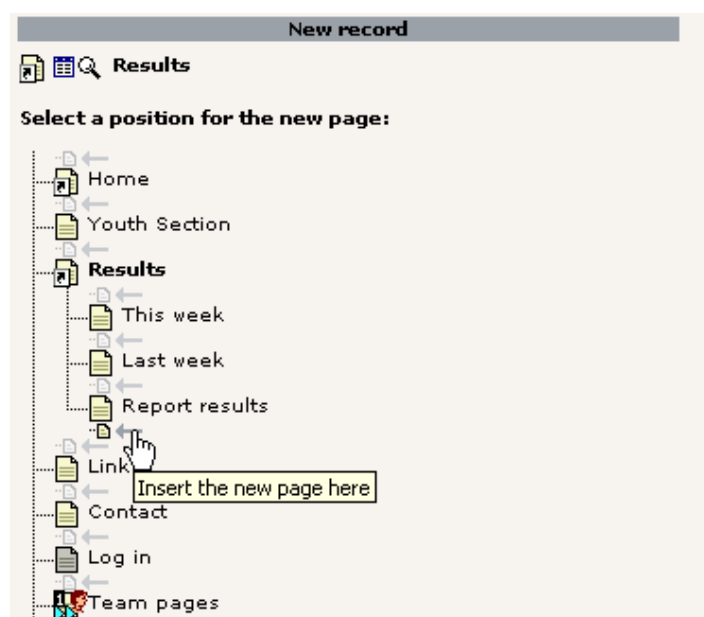 New record
Results
Select a position for the new page:
Home
Youth Section
Results
This week
Last week
Report results
Link
Insert the new page here
Contact
Log in
Team pages